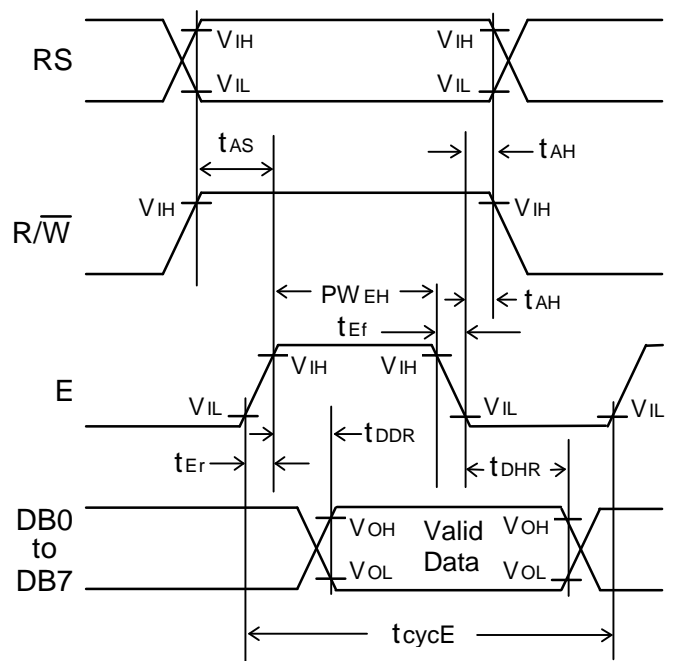 RS
VIH
VIH
VIL
VIL
tAS
tAH
R/W̅
VIH
VIH
PWEH
tAH
tEf
E
VIH
VIH
VIL
VIL
VIL
tDDR
tEr
tDHR
DB0
to
DB7
VOH
Valid
Data
VOH
VOL
VOL
tcycE